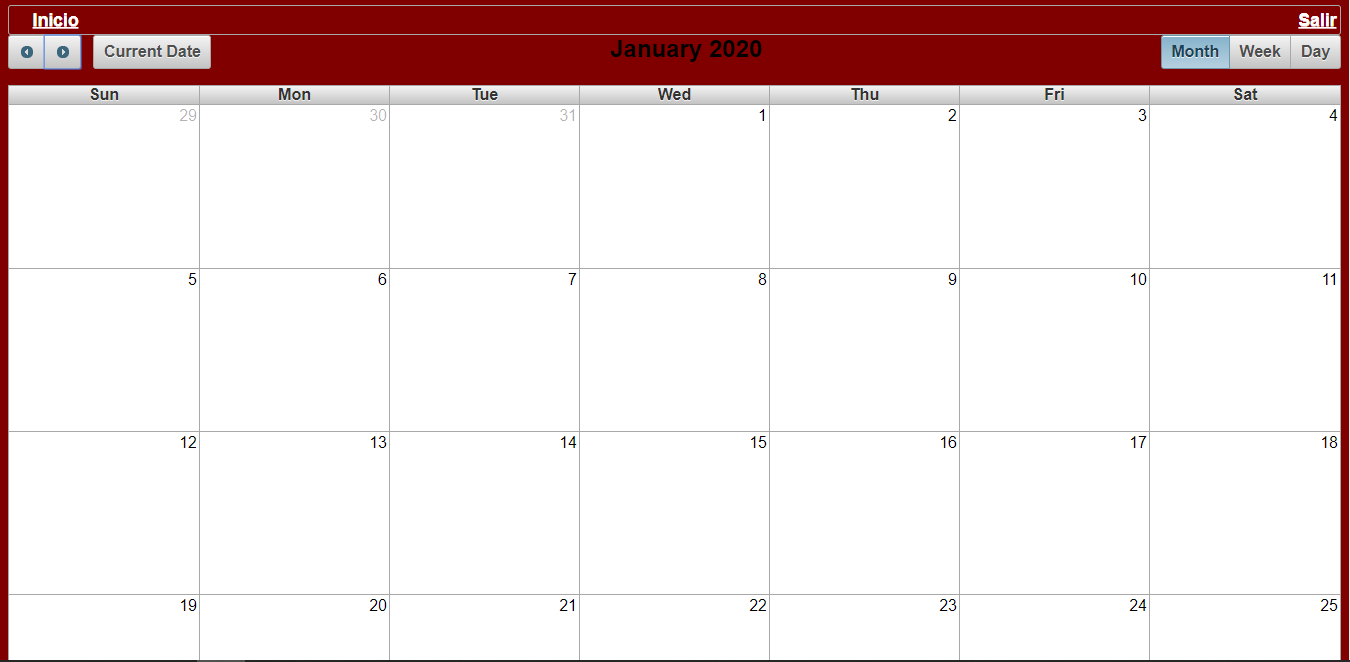 Inicio Salir
Current Date January 2020 Month Week Day
Sun Mon Tue Wed Thu Fri Sat
29 30 31 1 2 3 4
5 6 7 8 9 10 11
12 13 14 15 16 17 18
19 20 21 22 23 24 25